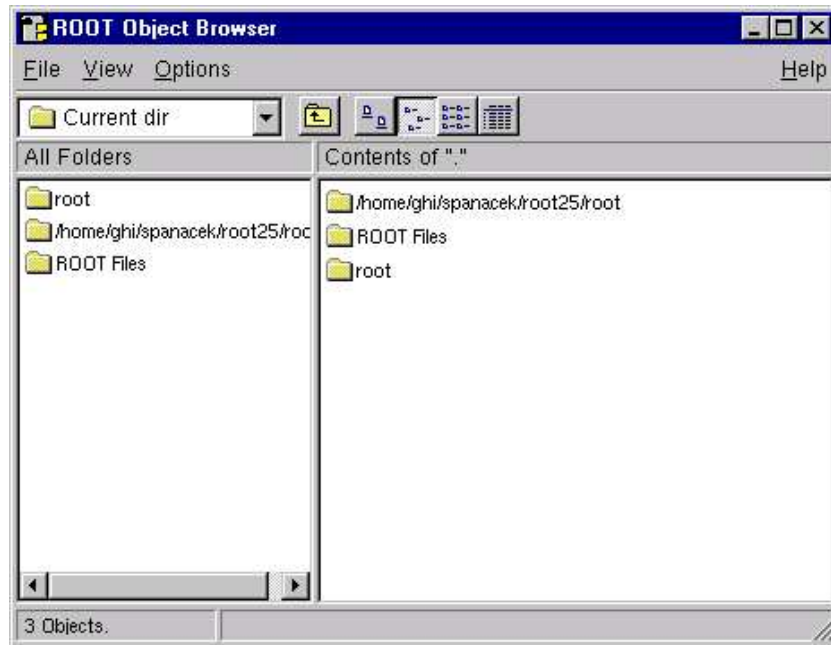 ROOT Object Browser
File View Options Help
Current dir
All Folders
Contents of "."
root
/home/ghi/spanacek/root25/roo
ROOT Files
/home/ghi/spanacek/root25/root
ROOT Files
root
3 Objects.